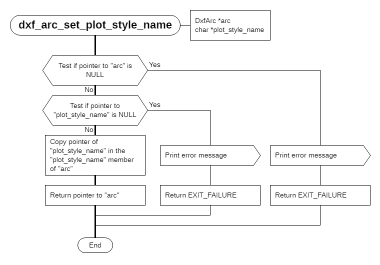 dxf_arc_set_plot_style_name
DxfArc *arc
char *plot_style_name
Test if pointer to "arc" is
NULL
Yes
No
Test if pointer to
"plot_style_name" is NULL
Yes
No
Copy pointer of
"plot_style_name" in the
"plot_style_name" member
of "arc"
Print error message
Print error message
Return pointer to "arc"
Return EXIT_FAILURE
Return EXIT_FAILURE
End